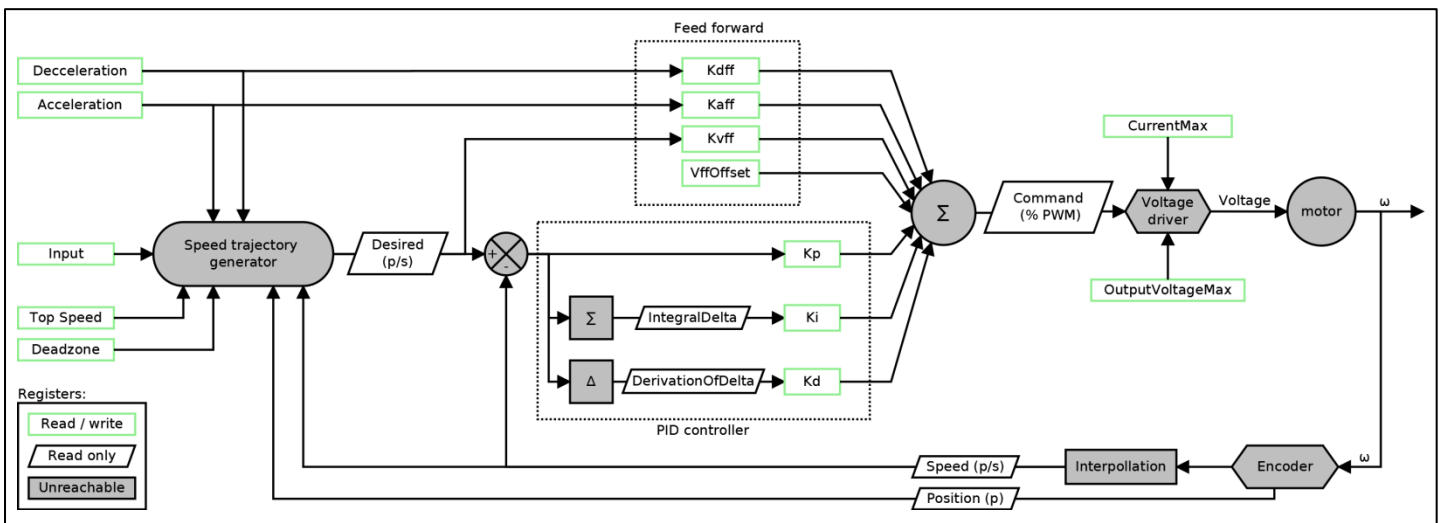 Feed forward
Decceleration
Kdff
Acceleration
Kaff
CurrentMax
Kvff
VffOffset
Σ
Command
(% PWM)
Voltage
driver
Voltage
motor
ω
Input
Speed trajectory
generator
Desired
(p/s)
+
-
Kp
OutputVoltageMax
Top Speed
Σ
IntegralDelta
Ki
Deadzone
Δ
DerivationOfDelta
Kd
PID controller
Registers:
Read / write
Read only
Unreachable
Speed (p/s)
Interpollation
Encoder
ω
Position (p)